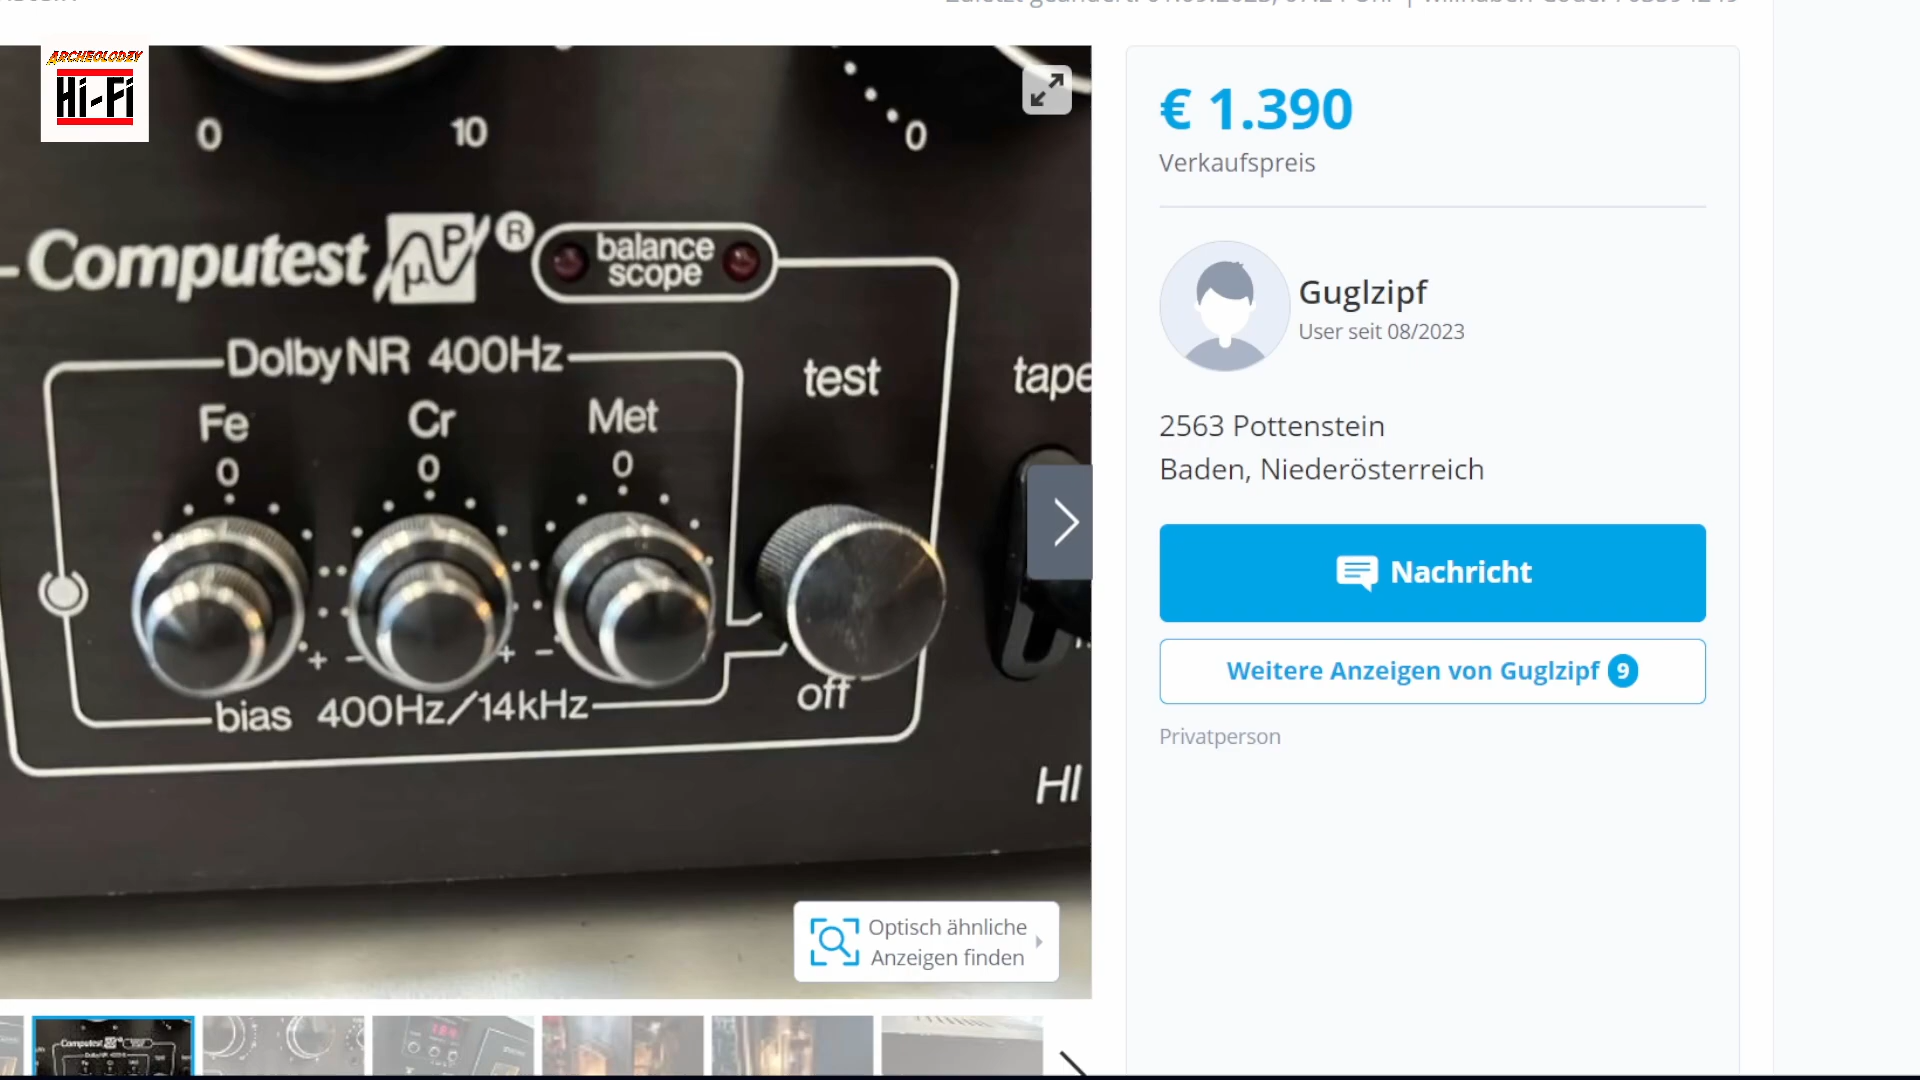 ARCHEOLODZY
Hi-Fi
0
10
0
Computest µP ®
balance
scope
Dolby NR 400Hz
test
tape
Fe
Cr
Met
0
0
0
+
−
+
−
bias 400Hz/14kHz
off
HI
Optisch ähnliche
Anzeigen finden
€ 1.390
Verkaufspreis
Guglzipf
User seit 08/2023
2563 Pottenstein
Baden, Niederösterreich
Nachricht
Weitere Anzeigen von Guglzipf 9
Privatperson